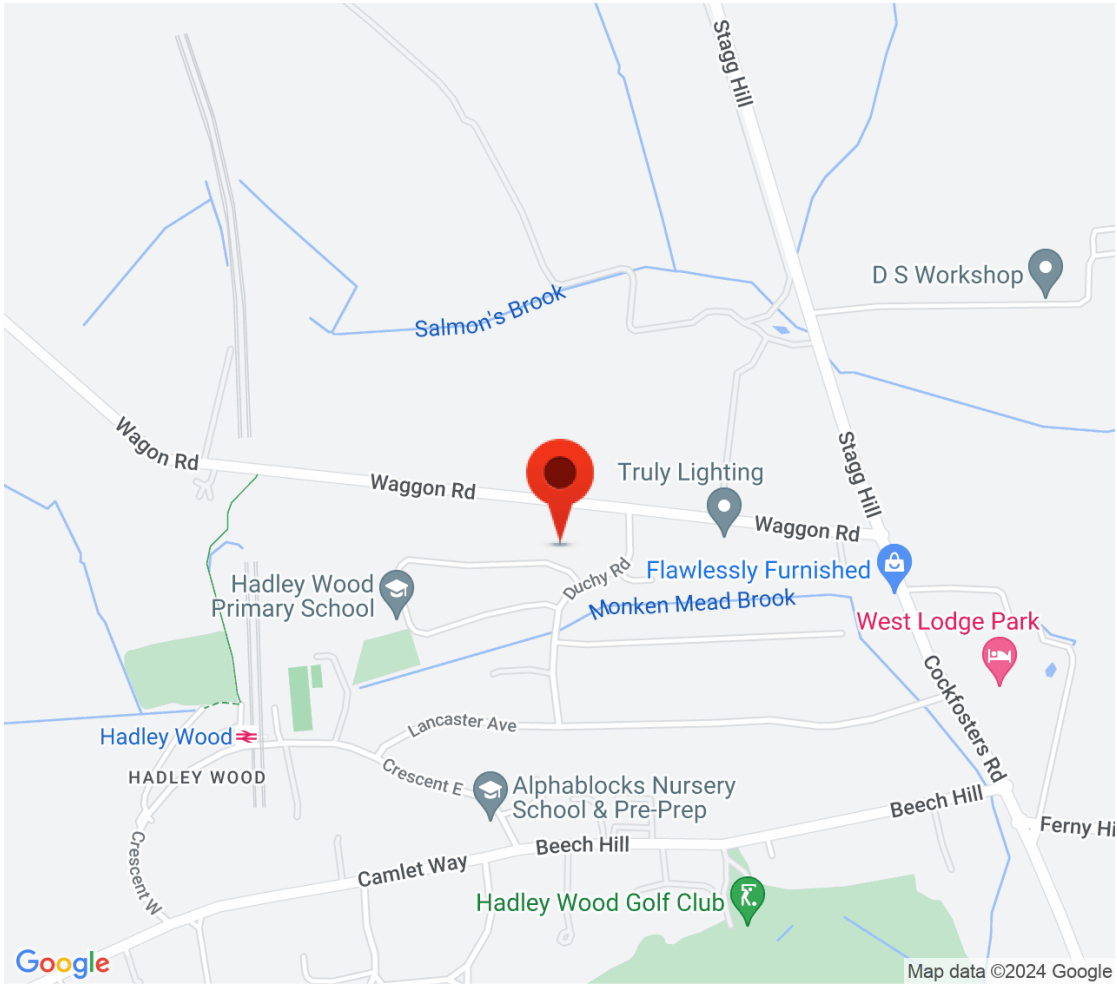 Stagg Hill
D S Workshop
Salmon's Brook
Wagon Rd
Waggon Rd
Truly Lighting
Stagg Hill
Waggon Rd
Hadley Wood
Primary School
Duchy Rd
Flawlessly Furnished
Monken Mead Brook
West Lodge Park
Cockfosters Rd
Lancaster Ave
Hadley Wood
HADLEY WOOD
Crescent E
Alphablocks Nursery
School & Pre-Prep
Beech Hill
Ferny Hi
Beech Hill
Camlet Way
Crescent W
Hadley Wood Golf Club
Google
Map data ©2024 Google